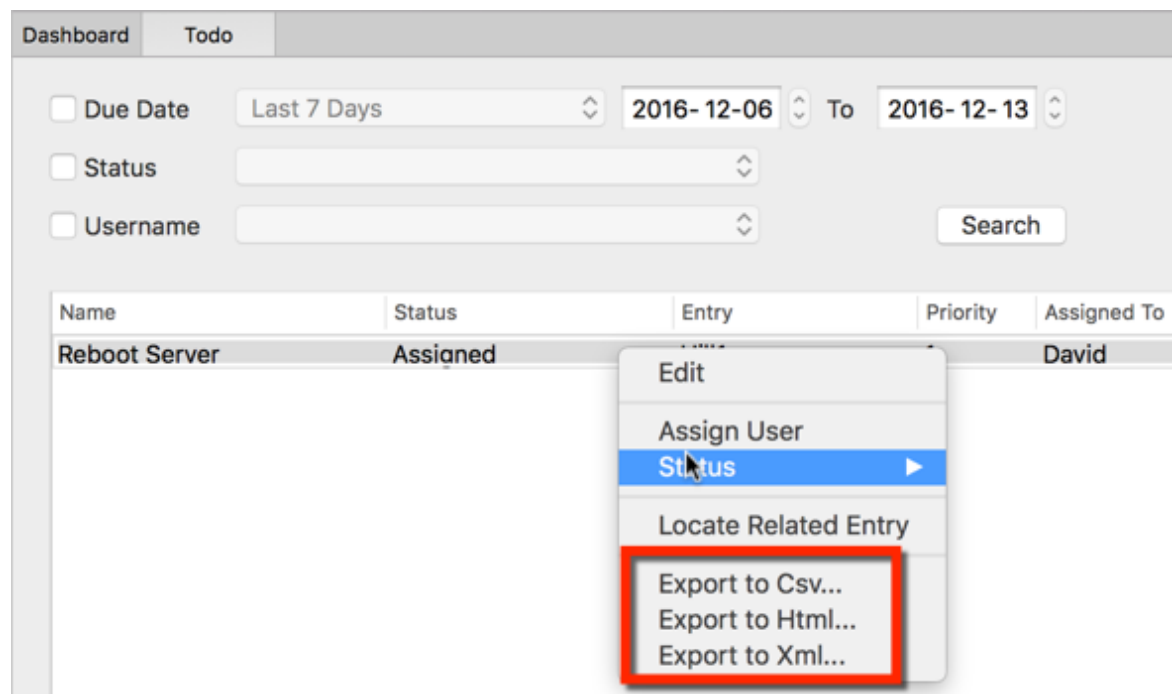 Dashboard Todo
Due Date Last 7 Days 2016-12-06 To 2016-12-13
Status
Username Search
Name Status Entry Priority Assigned To
Reboot Server Assigned David
Edit
Assign User
Status
Locate Related Entry
Export to Csv...
Export to Html...
Export to Xml...